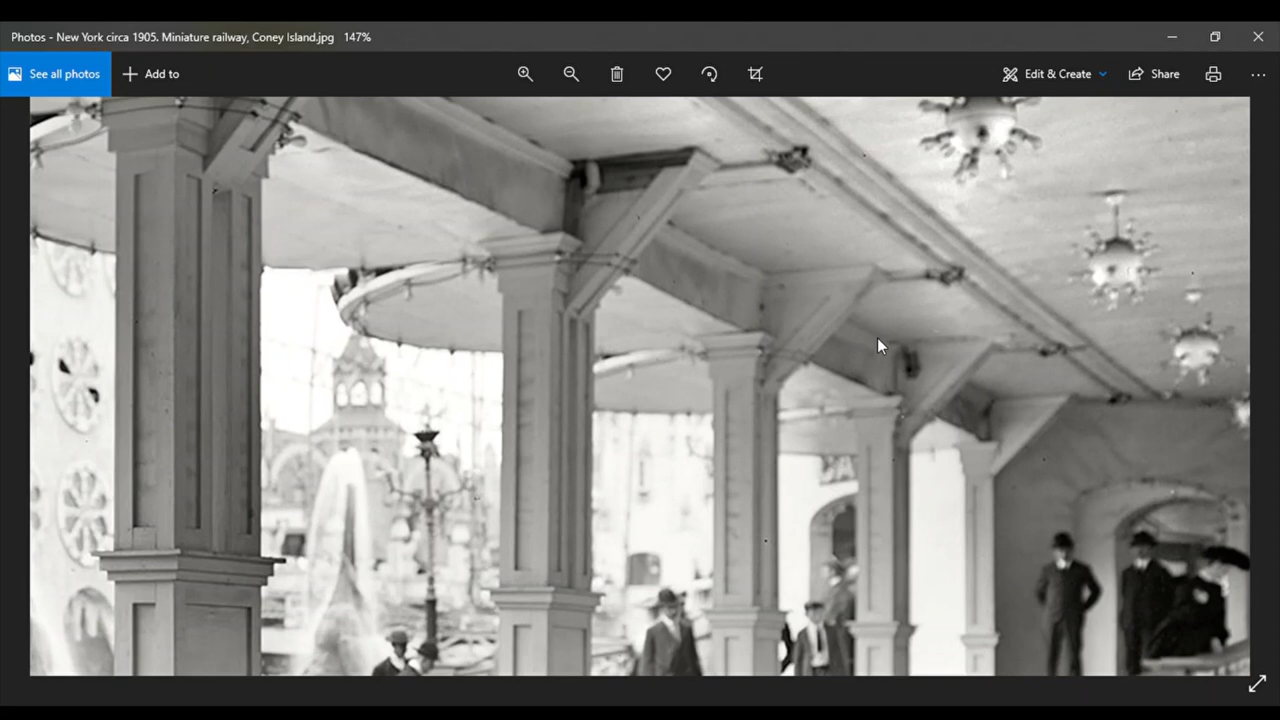 Photos - New York circa 1905. Miniature railway, Coney Island.jpg 147%
See all photos
Add to
Edit & Create
Share